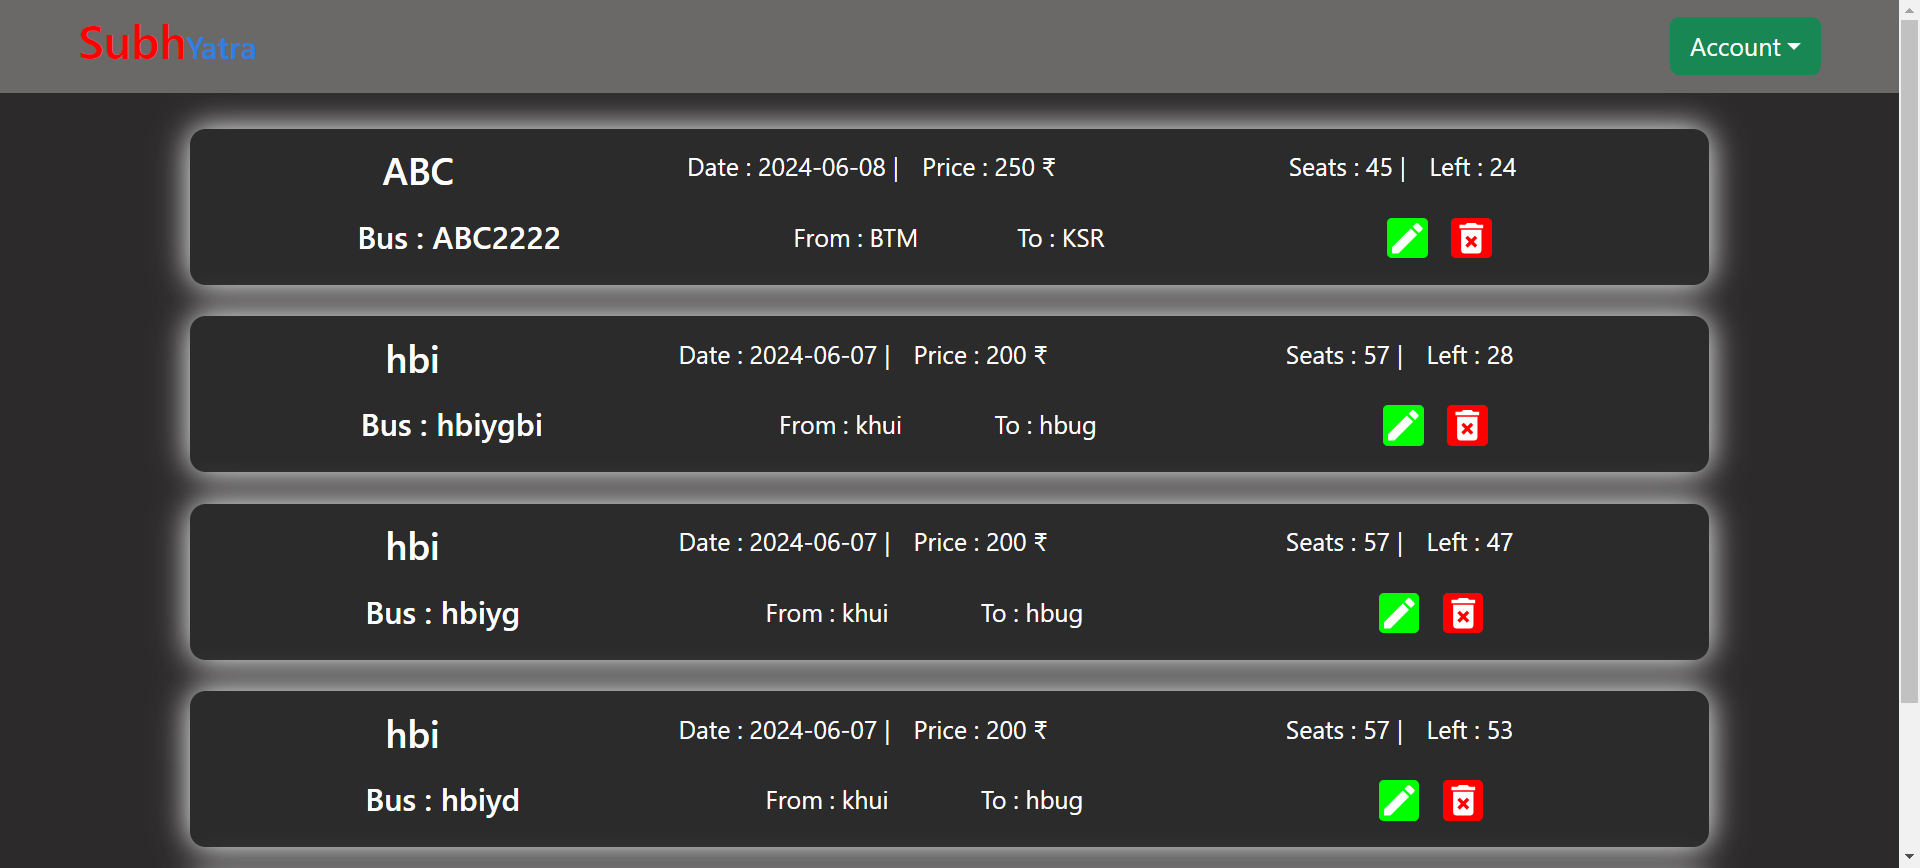 SubhYatra
Account
ABC Date : 2024-06-08 | Price : 250 ₹ Seats : 45 | Left : 24
Bus : ABC2222 From : BTM To : KSR
hbi Date : 2024-06-07 | Price : 200 ₹ Seats : 57 | Left : 28
Bus : hbiygbi From : khui To : hbug
hbi Date : 2024-06-07 | Price : 200 ₹ Seats : 57 | Left : 47
Bus : hbiyg From : khui To : hbug
hbi Date : 2024-06-07 | Price : 200 ₹ Seats : 57 | Left : 53
Bus : hbiyd From : khui To : hbug